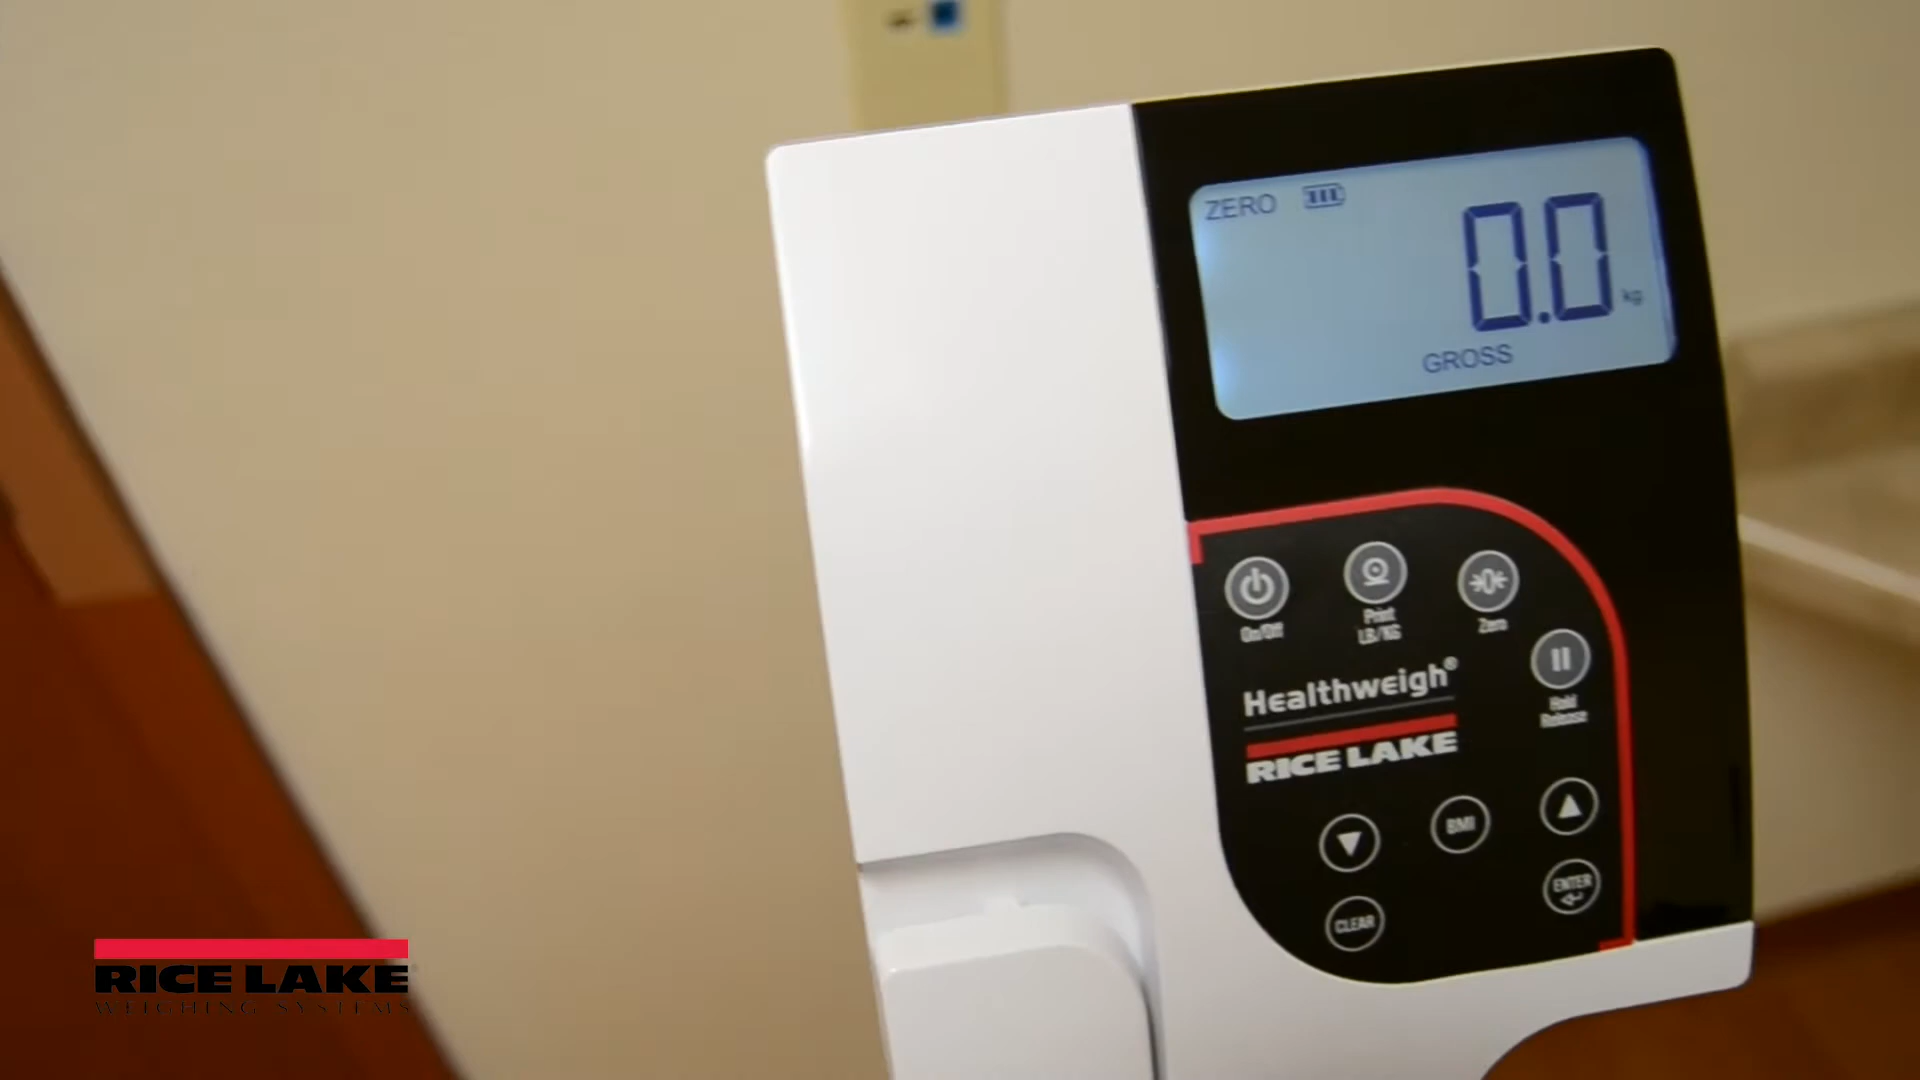 ZERO
0.0 kg
GROSS
On/Off
Print
LB/KG
Zero
Hold
Release
Healthweigh®
RICE LAKE
BMI
ENTER
CLEAR
RICE LAKE
WEIGHING SYSTEMS